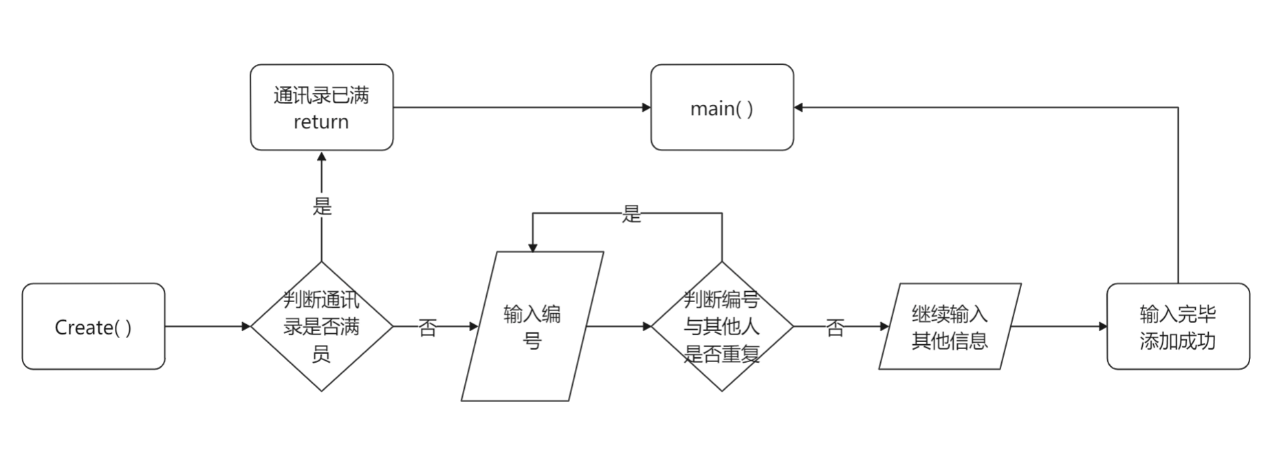 通讯录已满
return
main( )
是
是
Create( )
判断通讯
录是否满
员
否
输入编
号
判断编号
与其他人
是否重复
否
继续输入
其他信息
输入完毕
添加成功